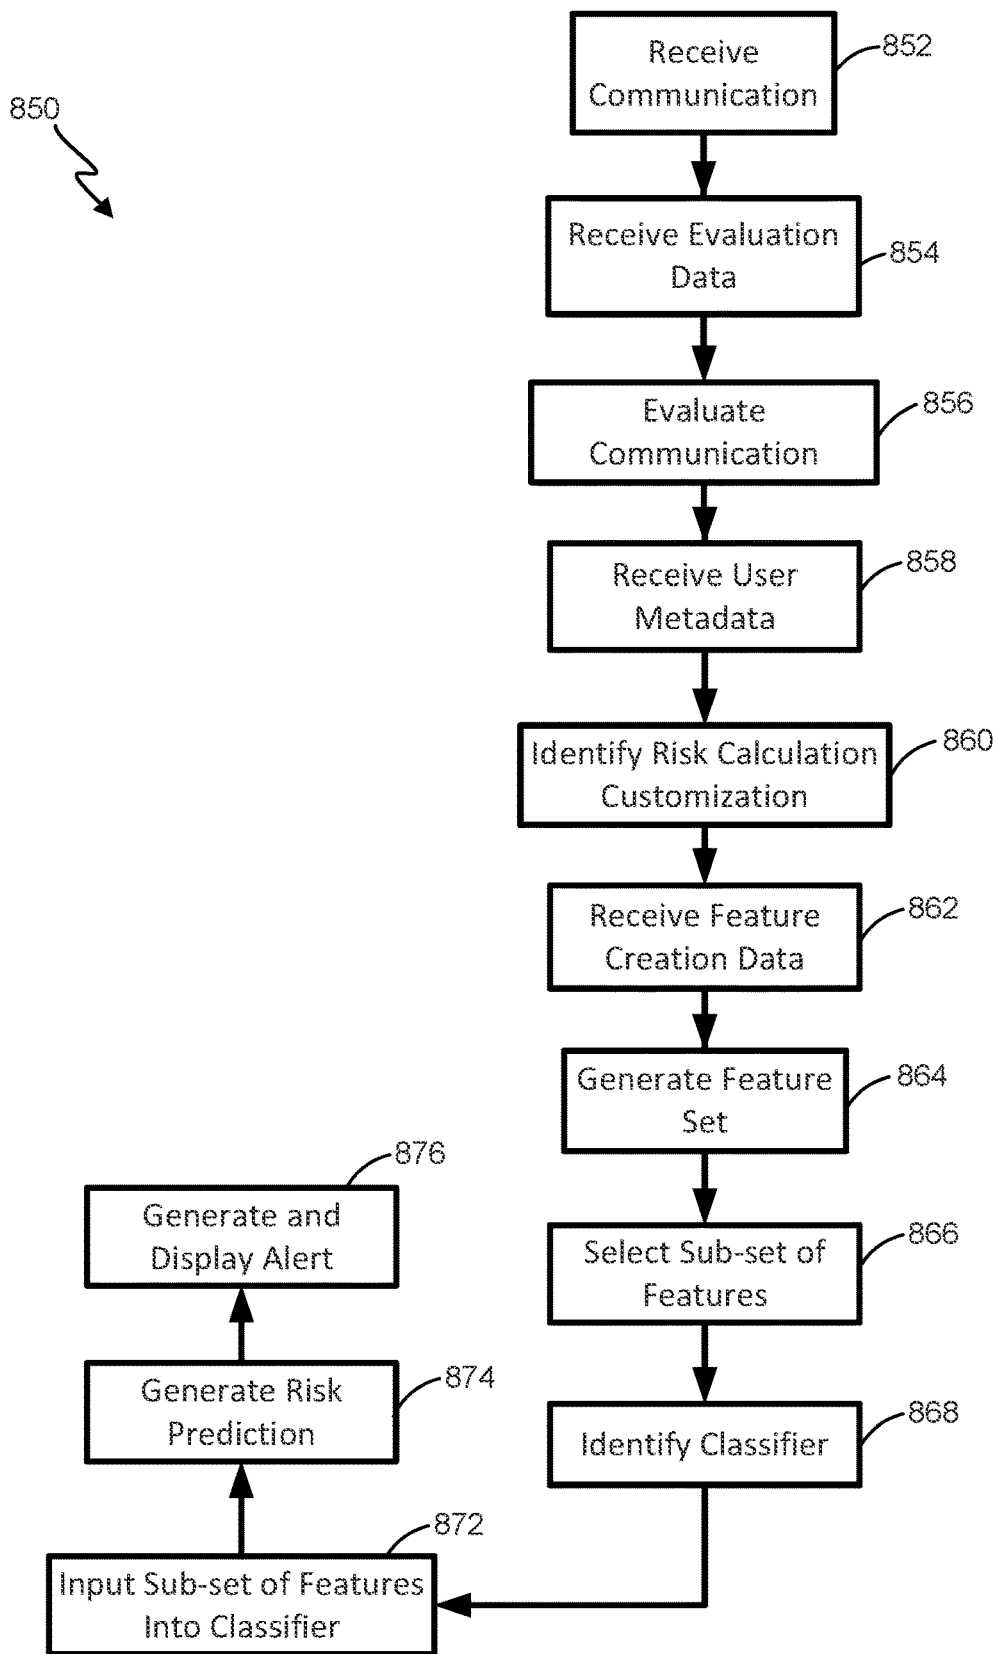 850
Receive
Communication
852
Receive Evaluation
Data
854
Evaluate
Communication
856
Receive User
Metadata
858
Identify Risk Calculation
Customization
860
Receive Feature
Creation Data
862
Generate Feature
Set
864
Select Sub-set of
Features
866
Identify Classifier
868
Input Sub-set of Features
Into Classifier
872
Generate Risk
Prediction
874
Generate and
Display Alert
876